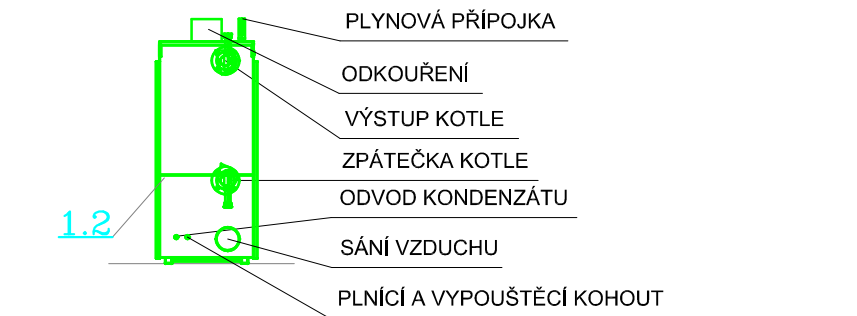 PLYNOVÁ PŘÍPOJKA
ODKOUŘENÍ
VÝSTUP KOTLE
ZPÁTEČKA KOTLE
ODVOD KONDENZÁTU
1.2
SÁNÍ VZDUCHU
PLNÍCÍ A VYPOUŠTĚCÍ KOHOUT